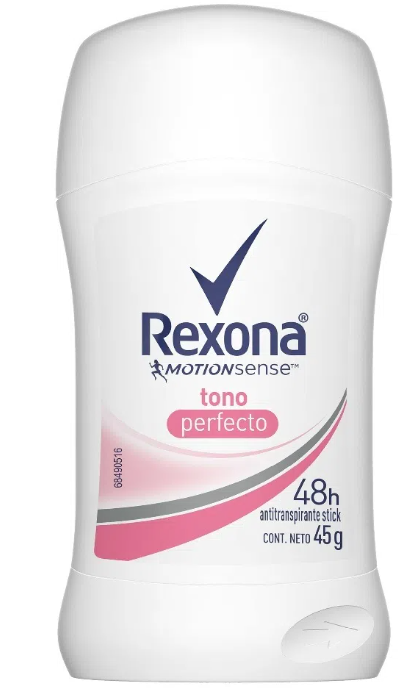 Rexona®
MOTIONsense™
tono
perfecto
68490516
48h
antitranspirante stick
CONT. NETO 45g